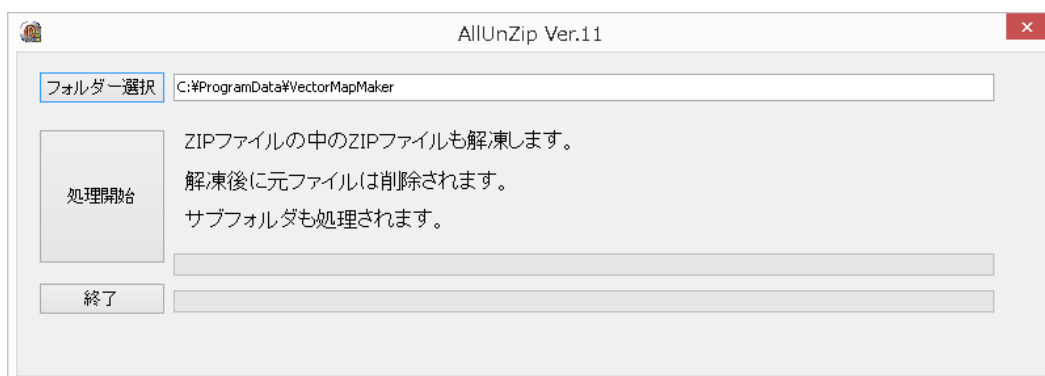 AllUnZip Ver.11
×
フォルダー選択
C:¥ProgramData¥VectorMapMaker
処理開始
ZIPファイルの中のZIPファイルも解凍します。
解凍後に元ファイルは削除されます。
サブフォルダも処理されます。
終了